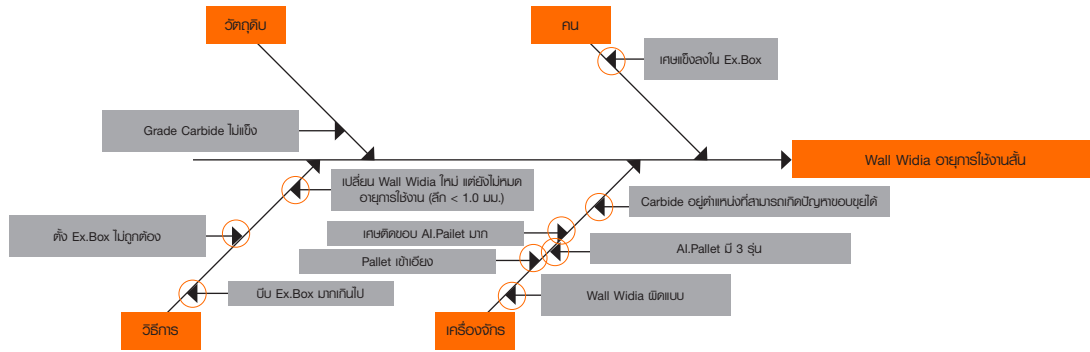 วัตถุดิบ
คน
เศษแข็งลงใน Ex.Box
Grade Carbide ไม่แข็ง
Wall Widia อายุการใช้งานสั้น
เปลี่ยน Wall Widia ใหม่ แต่ยังไม่หมด
อายุการใช้งาน (ลึก < 1.0 มม.)
Carbide อยู่ตำแหน่งที่สามารถเกิดปัญหาขอบขุยได้
ตั้ง Ex.Box ไม่ถูกต้อง
เศษติดขอบ AI.Pailet มาก
AI.Pallet มี 3 รุ่น
Pallet เข้าเอียง
บีบ Ex.Box มากเกินไป
Wall Widia ผิดแบบ
วิธีการ
เครื่องจักร